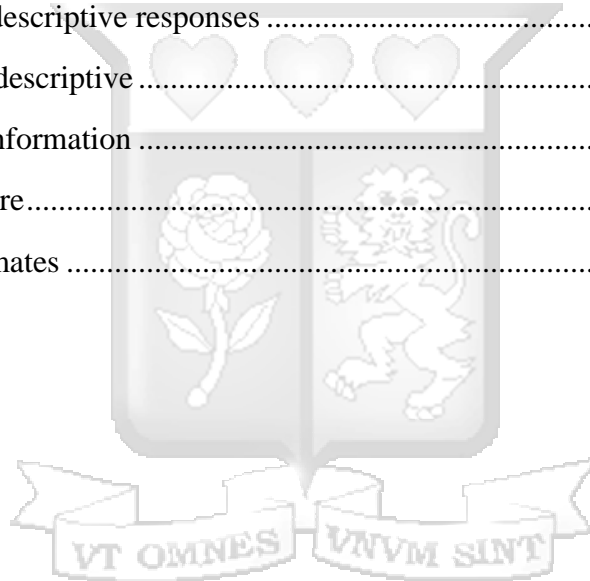 descriptive responses ..........................................
descriptive ............................................................
nformation ............................................................
re...........................................................................
nates .....................................................................
VT OMNES VNVM SINT